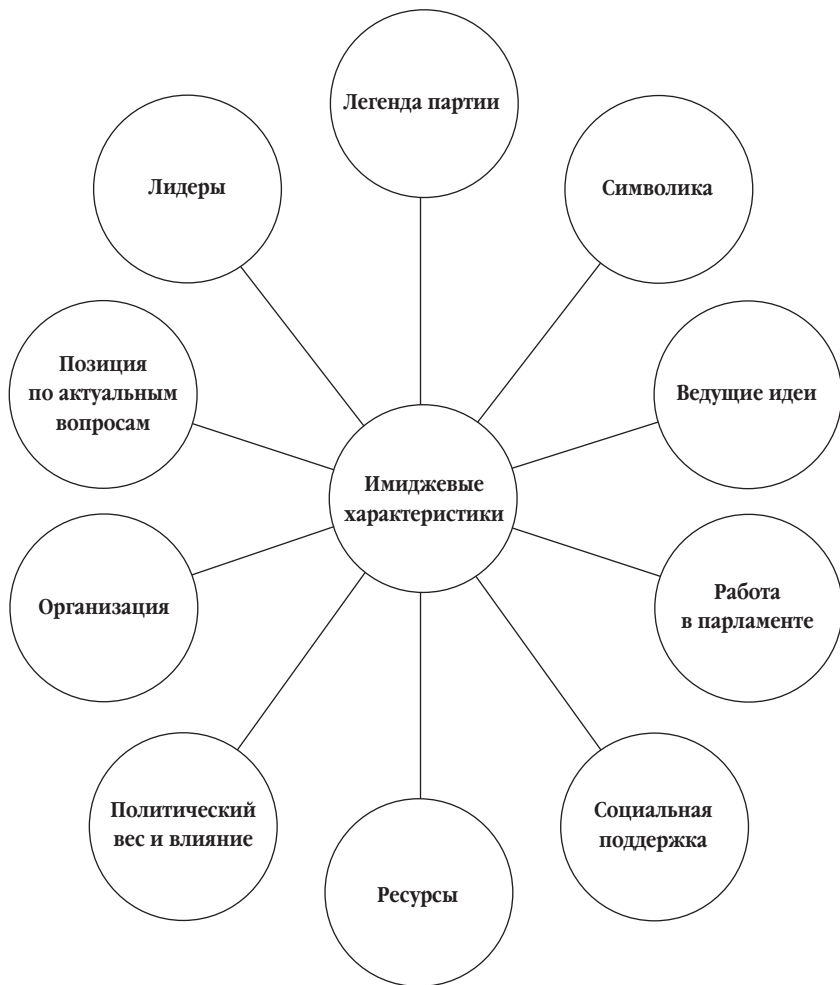 Легенда партии
Лидеры
Символика
Позиция
по актуальным
вопросам
Ведущие идеи
Имиджевые
характеристики
Организация
Работа
в парламенте
Политический
вес и влияние
Социальная
поддержка
Ресурсы